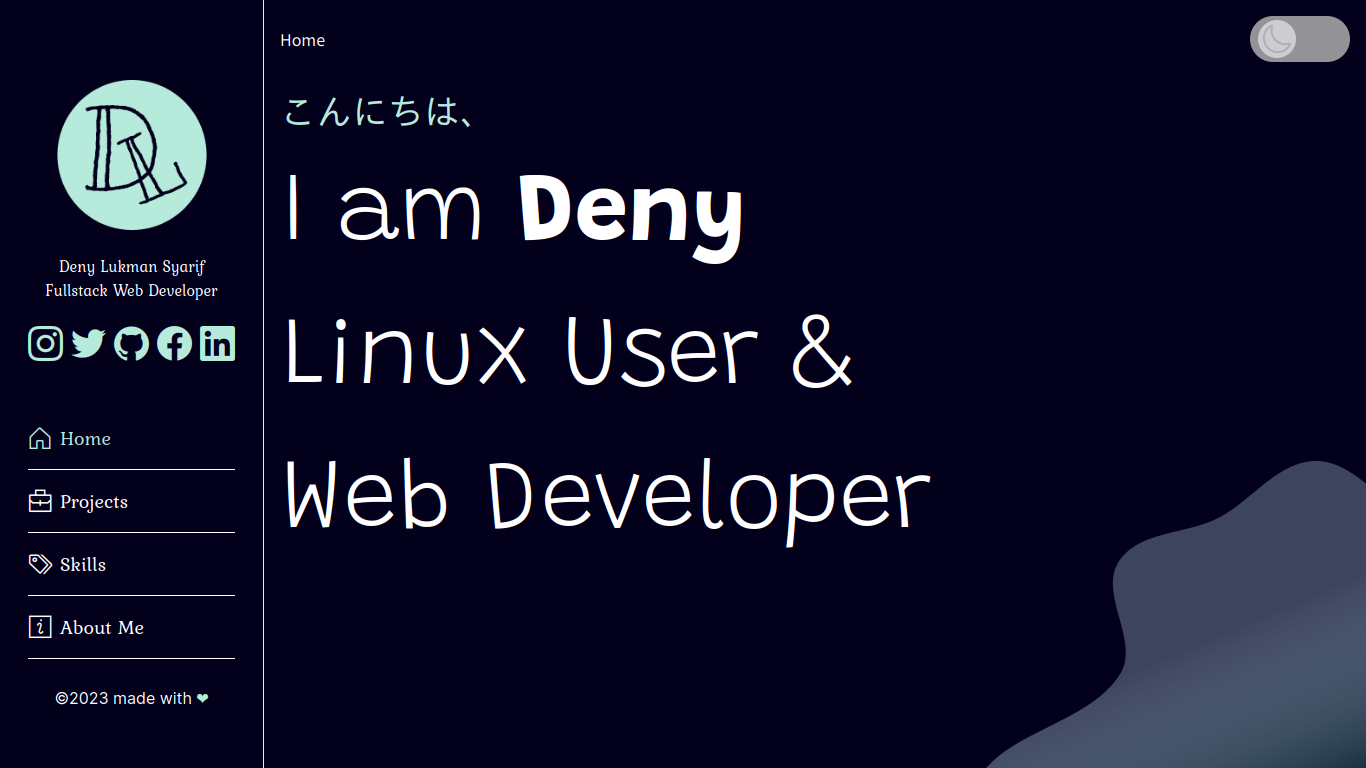 DL
Deny Lukman Syarif
Fullstack Web Developer
Home
Projects
Skills
About Me
©2023 made with ❤
Home
こんにちは、
I am Deny
Linux User &
Web Developer